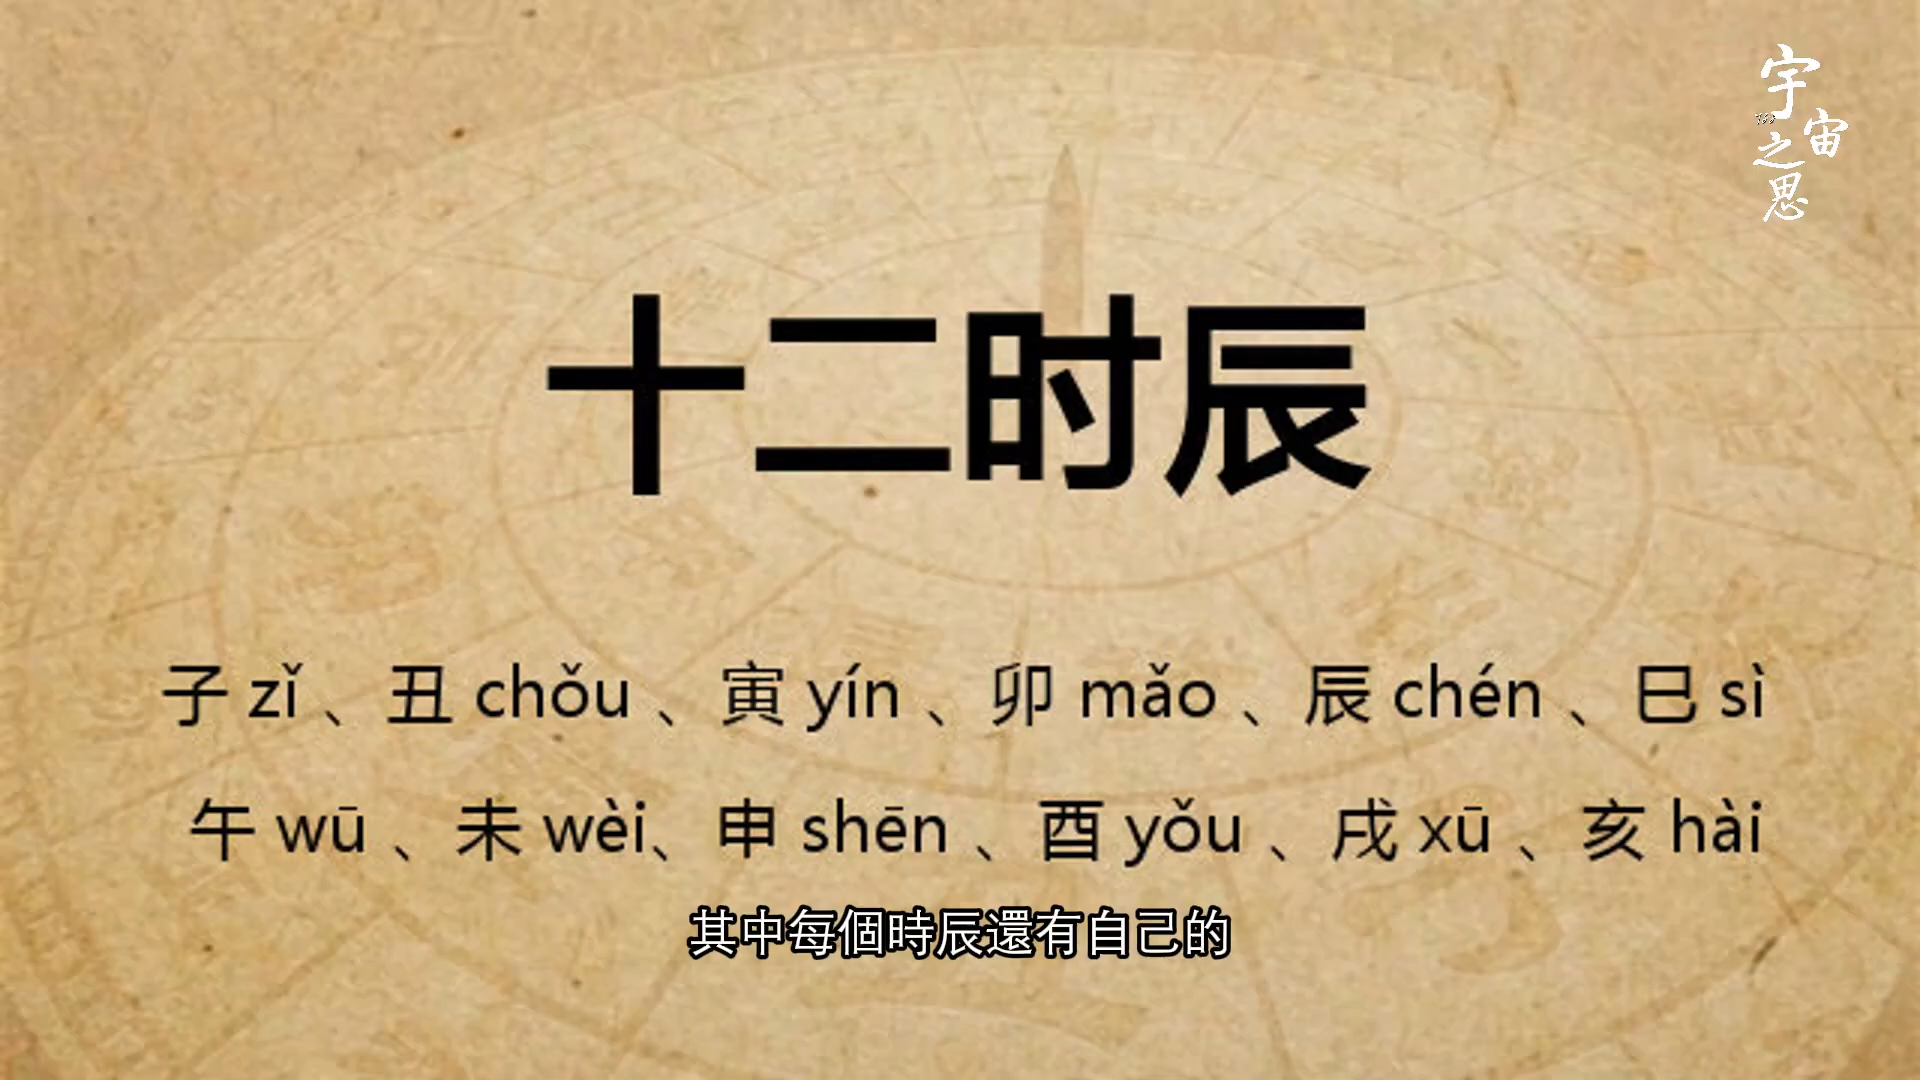 宇宙之思
十二时辰
子 zǐ 、丑 chǒu 、寅 yín 、卯 mǎo 、辰 chén 、巳 sì
午 wū 、未 wèi、申 shēn 、酉 yǒu 、戌 xū 、亥 hài
其中每個時辰還有自己的